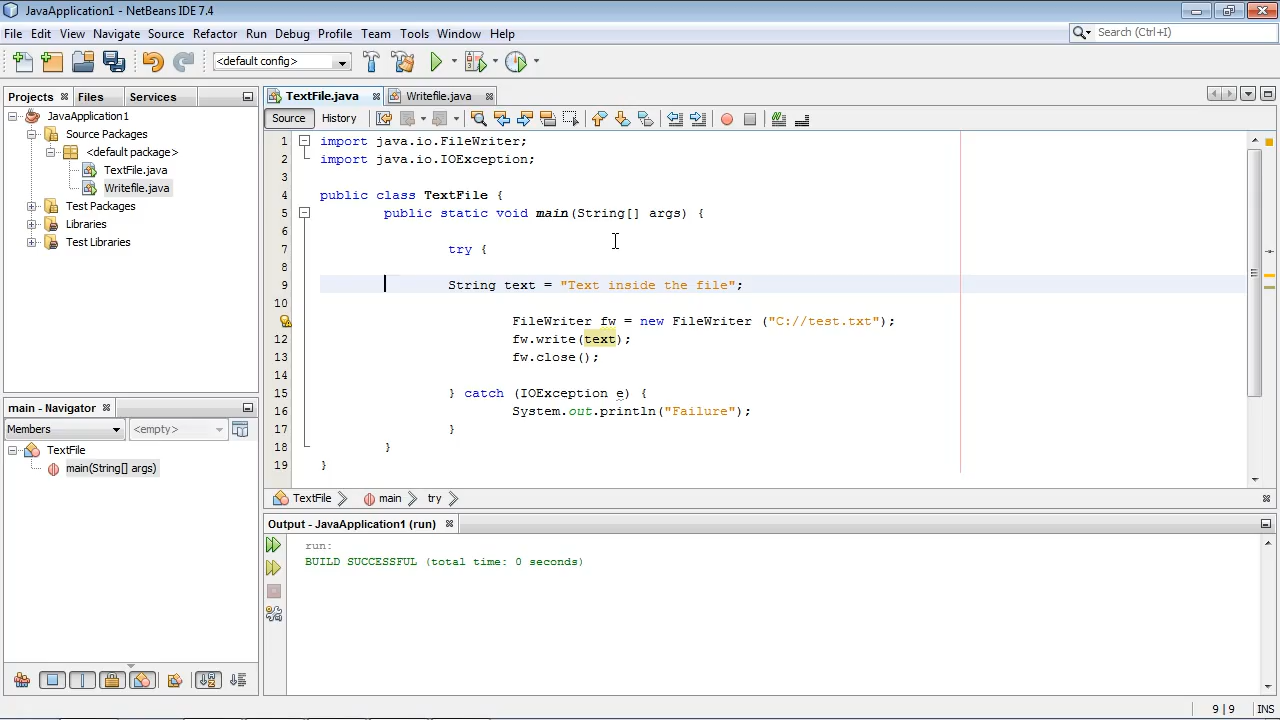 JavaApplication1 - NetBeans IDE 7.4
File Edit View Navigate Source Refactor Run Debug Profile Team Tools Window Help
Search (Ctrl+I)
<default config>
Projects Files Services
JavaApplication1
Source Packages
<default package>
TextFile.java
Writefile.java
Test Packages
Libraries
Test Libraries
main - Navigator
Members <empty>
TextFile
main(String[] args)
TextFile.java Writefile.java
Source History
1 import java.io.FileWriter;
2 import java.io.IOException;
3
4 public class TextFile {
5 public static void main(String[] args) {
6
7 try {
8
9 String text = "Text inside the file";
10
FileWriter fw = new FileWriter ("C://test.txt");
12 fw.write(text);
13 fw.close();
14
15 } catch (IOException e) {
16 System.out.println("Failure");
17 }
18 }
19 }
TextFile main try
Output - JavaApplication1 (run)
run:
BUILD SUCCESSFUL (total time: 0 seconds)
9 | 9 INS